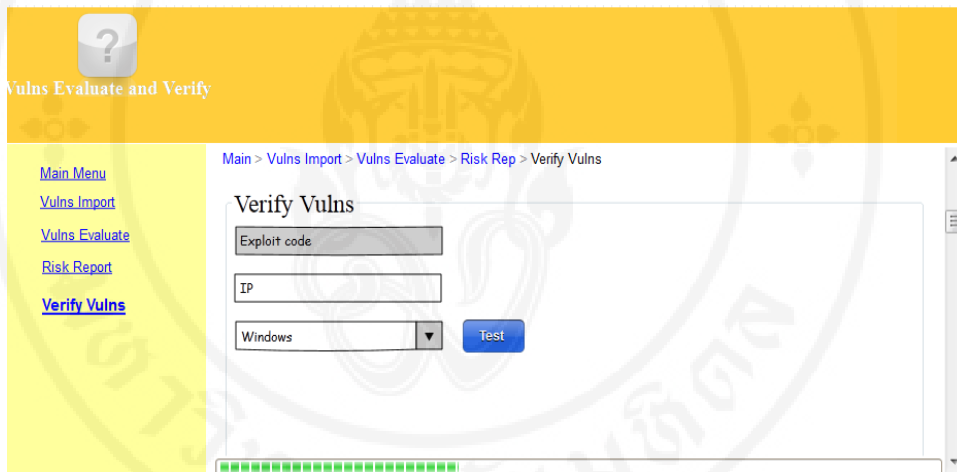 ?
Vulns Evaluate and Verify
Main > Vulns Import > Vulns Evaluate > Risk Rep > Verify Vulns
Main Menu
Vulns Import
Vulns Evaluate
Risk Report
Verify Vulns
Verify Vulns
Exploit code
IP
Windows
Test